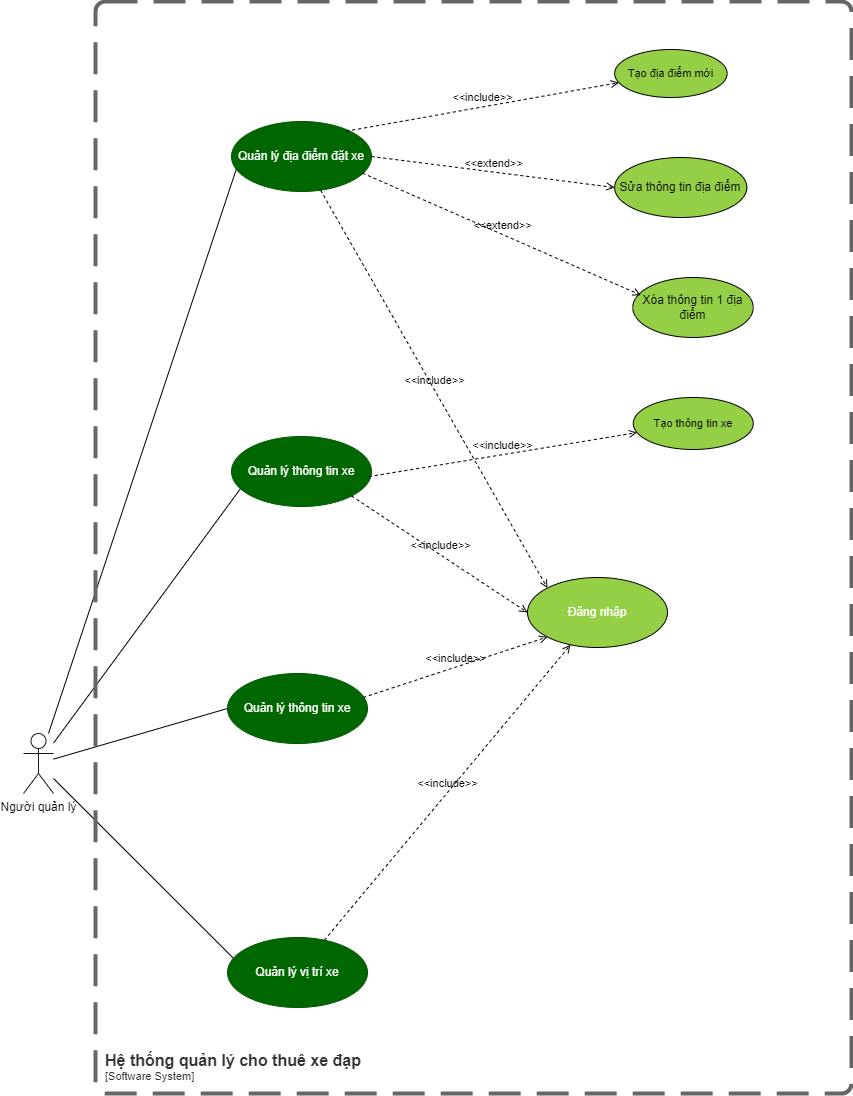 Tạo địa điểm mới
<<include>>
Quản lý địa điểm đặt xe
<<extend>>
Sửa thông tin địa điểm
<<extend>>
Xóa thông tin 1 địa
điểm
<<include>>
Tạo thông tin xe
<<include>>
Quản lý thông tin xe
<<include>>
Đăng nhập
<<include>>
Quản lý thông tin xe
<<include>>
Người quản lý
Quản lý vị trí xe
Hệ thống quản lý cho thuê xe đạp
[Software System]